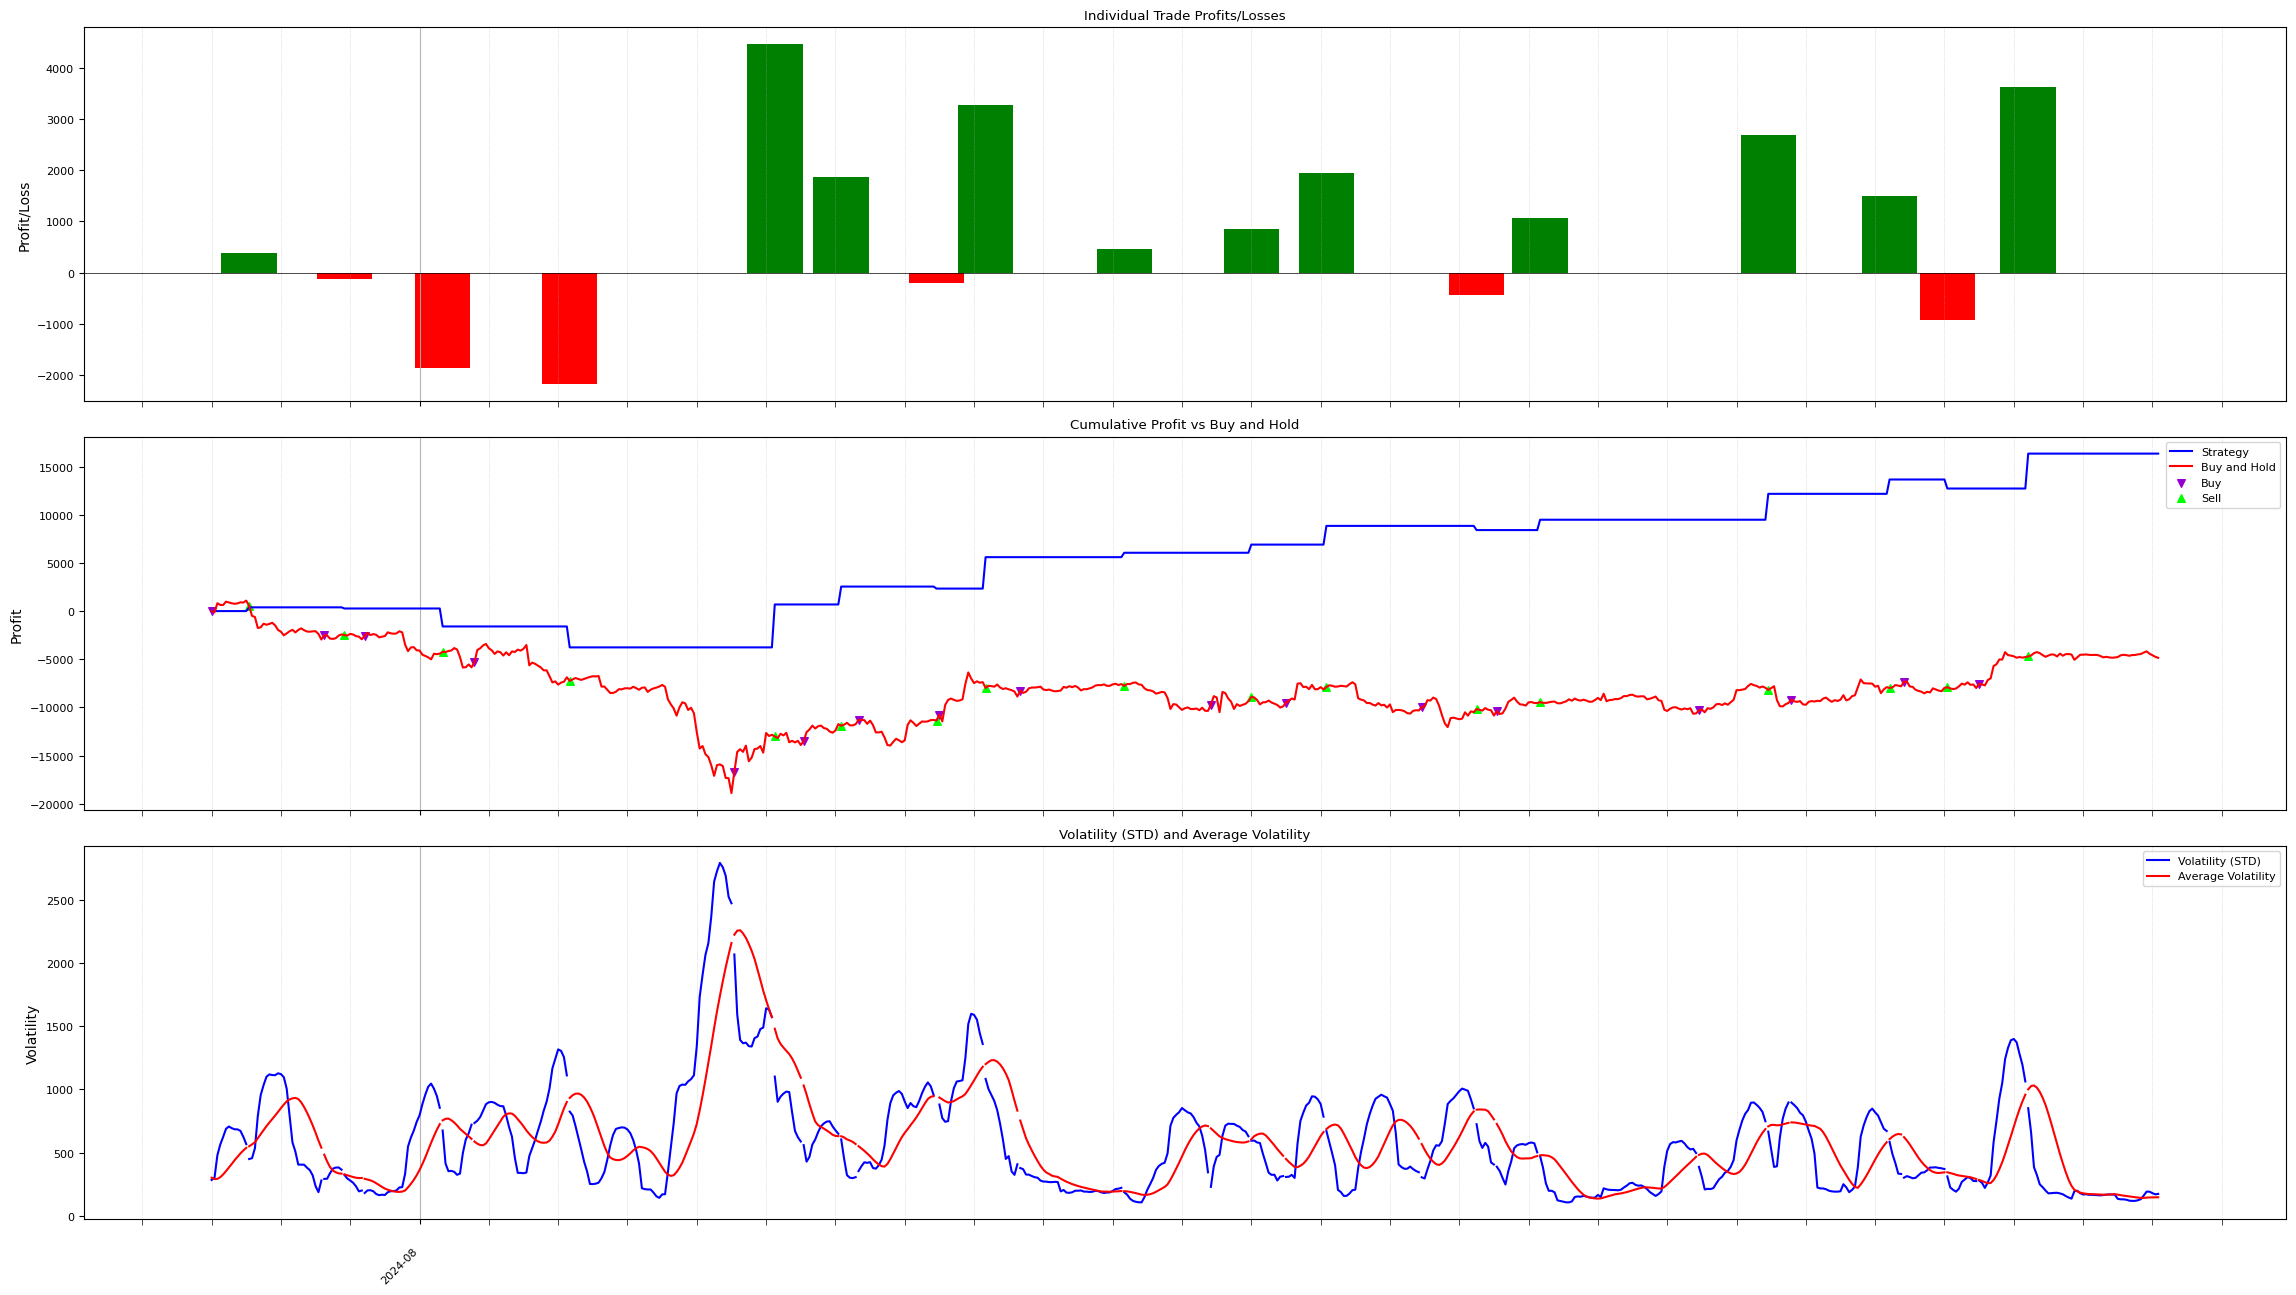 Individual Trade Profits/Losses
4000
3000
2000
1000
0
−1000
−2000
Profit/Loss
Cumulative Profit vs Buy and Hold
15000
10000
5000
0
−5000
−10000
−15000
−20000
Profit
Strategy
Buy and Hold
Buy
Sell
Volatility (STD) and Average Volatility
2500
2000
1500
1000
500
0
Volatility
Volatility (STD)
Average Volatility
2024-08